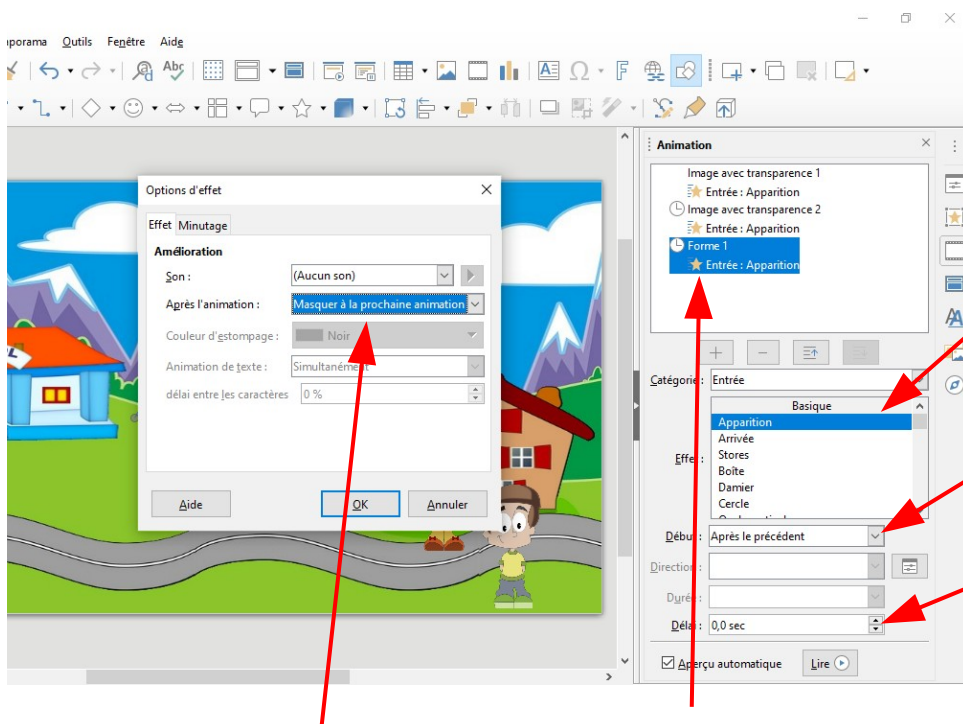 iporama Outils Fenêtre Aide
Animation
Image avec transparence 1
Entrée : Apparition
Image avec transparence 2
Entrée : Apparition
Forme 1
Entrée : Apparition
Options d'effet
Effet Minutage
Amélioration
Son : (Aucun son)
Après l'animation : Masquer à la prochaine animation
Couleur d'estompage : Noir
Animation de texte : Simultanément
délai entre les caractères 0 %
Aide OK Annuler
Catégorie : Entrée
Basique
Apparition
Arrivée
Effet : Stores
Boîte
Damier
Cercle
Début : Après le précédent
Direction :
Durée :
Délai : 0,0 sec
Aperçu automatique Lire